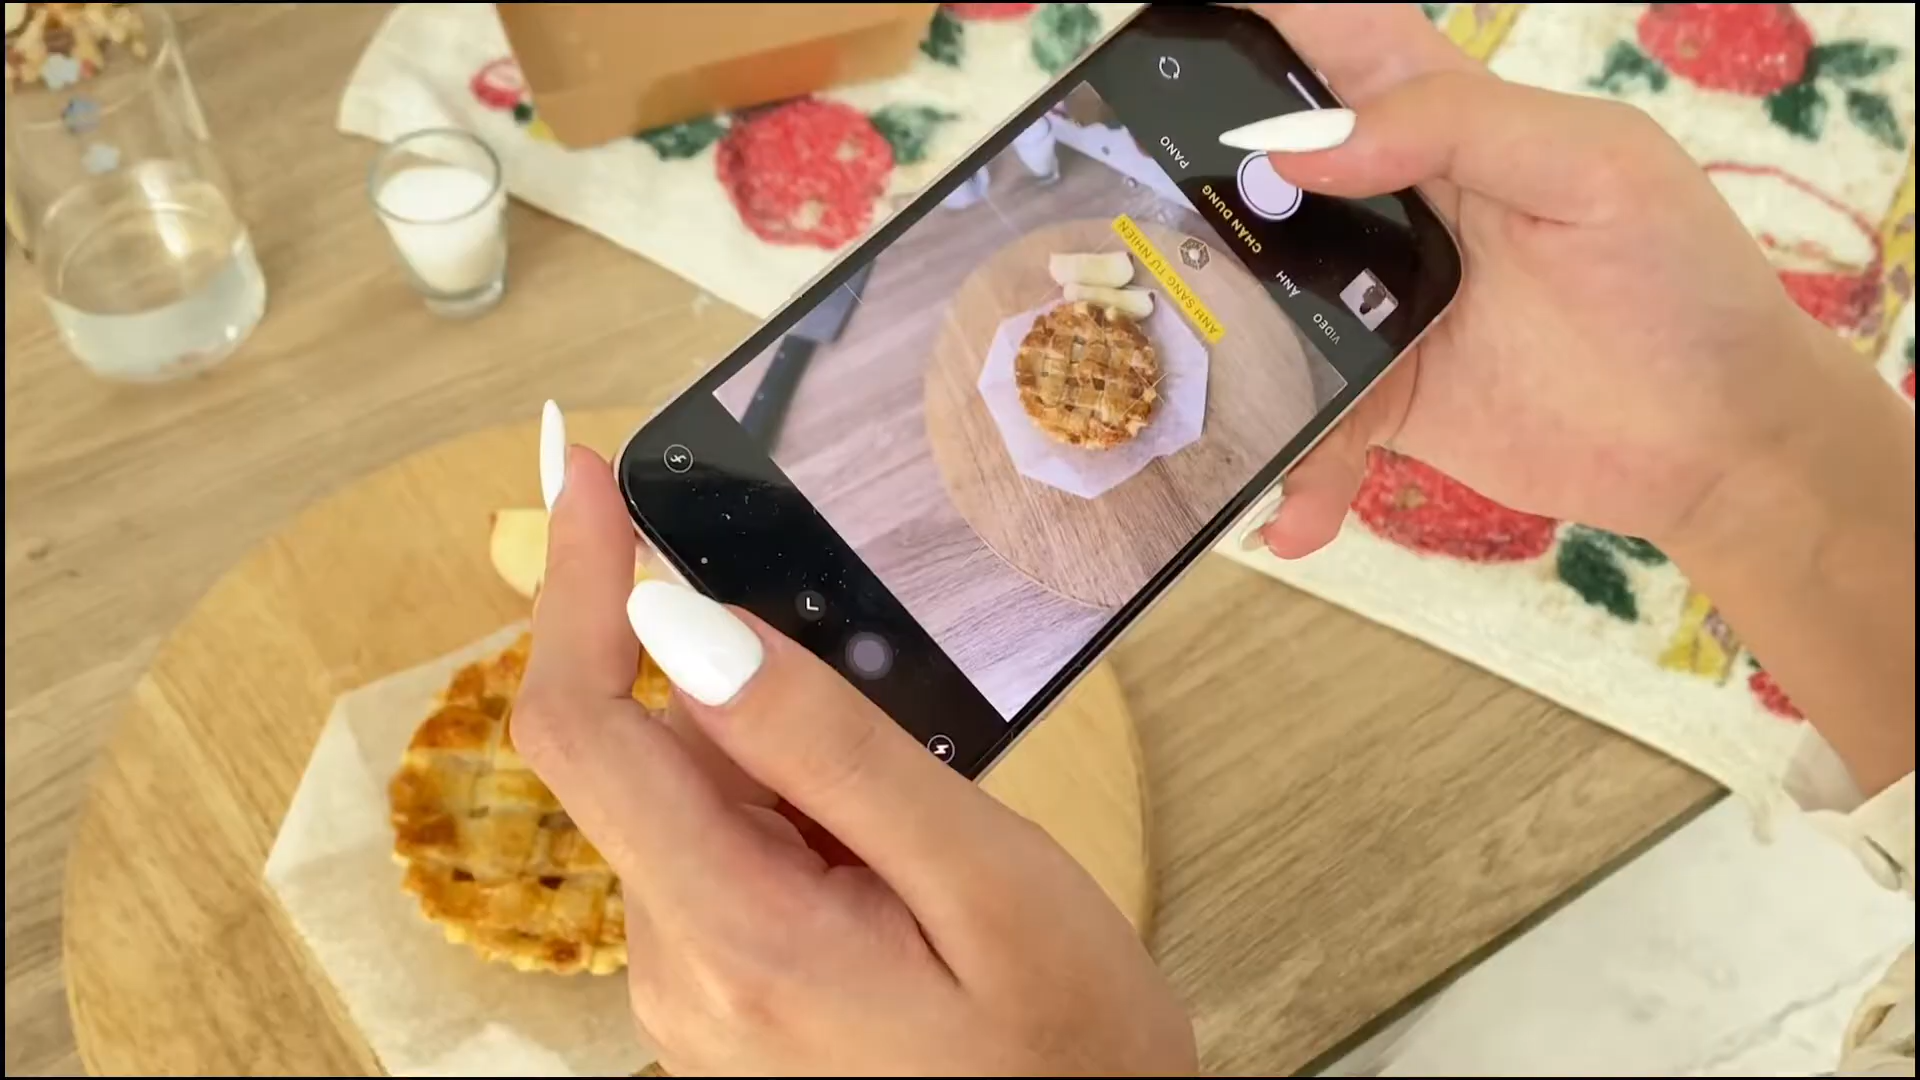 PANO
CHÂN DUNG
ẢNH
VIDEO
ÁNH SÁNG TỰ NHIÊN